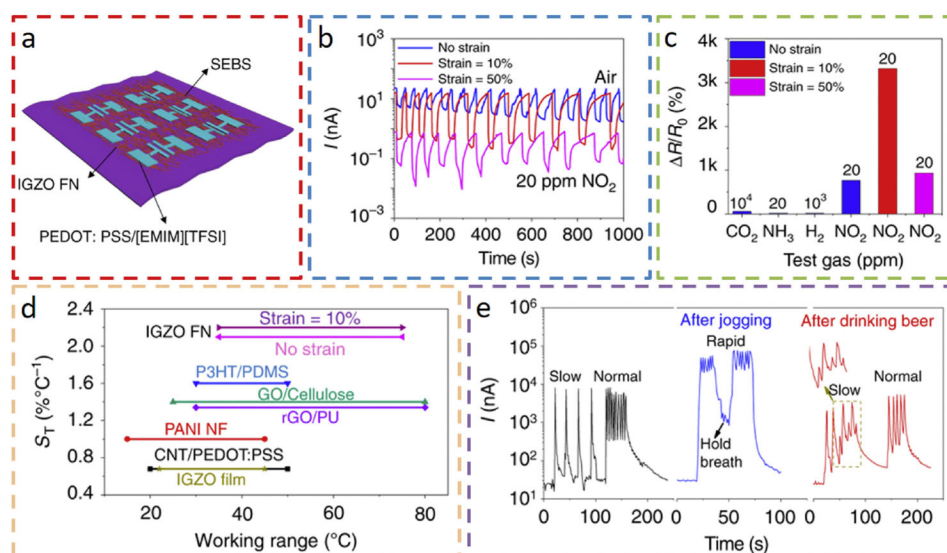 a
SEBS
IGZO FN
PEDOT: PSS/[EMIM][TFSI]
b
No strain
Strain = 10%
Strain = 50%
Air
20 ppm NO₂
I (nA)
10³
10¹
10⁻¹
10⁻³
0 200 400 600 800 1000
Time (s)
c
No strain
Strain = 10%
Strain = 50%
ΔR/R₀ (%)
4k
3k
2k
1k
0
10⁴ 20 10³ 20 20 20
CO₂ NH₃ H₂ NO₂ NO₂ NO₂
Test gas (ppm)
d
S_T (%°C⁻¹)
2.4
2.0
1.6
1.2
0.8
0.4
IGZO FN
Strain = 10%
No strain
P3HT/PDMS
GO/Cellulose
rGO/PU
PANI NF
CNT/PEDOT:PSS
IGZO film
20 40 60 80
Working range (°C)
e
I (nA)
10⁶
10⁵
10⁴
10³
10²
10¹
Slow Normal
After jogging
Rapid
Hold
breath
After drinking beer
Slow
Normal
0 100 200 0 50 100 0 100 200
Time (s)